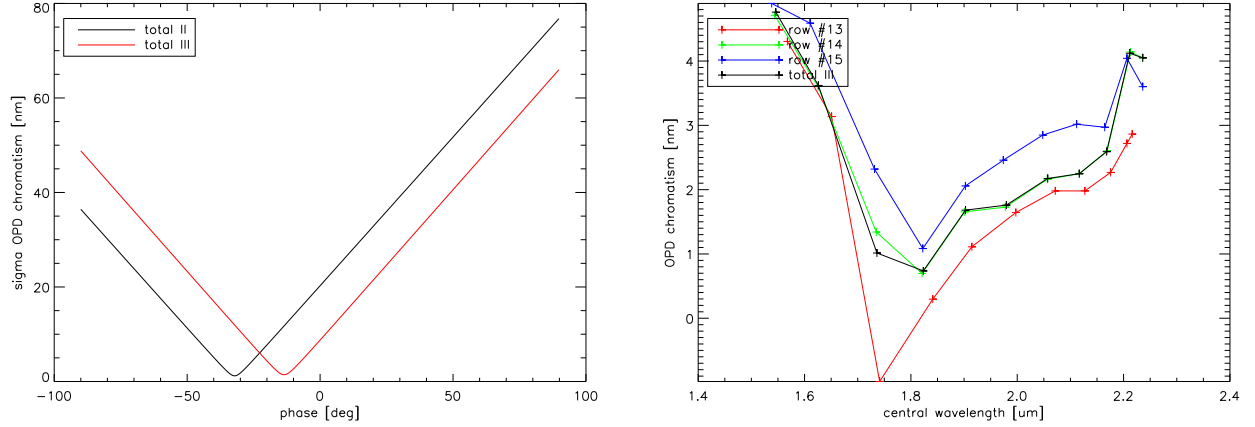 total II
total III
sigma OPD chromatism [nm]
80
60
40
20
0
−100
−50
0
50
100
phase [deg]
row #13
row #14
row #15
total III
OPD chromatism [nm]
4
3
2
1
0
1.4
1.6
1.8
2.0
2.2
2.4
central wavelength [um]